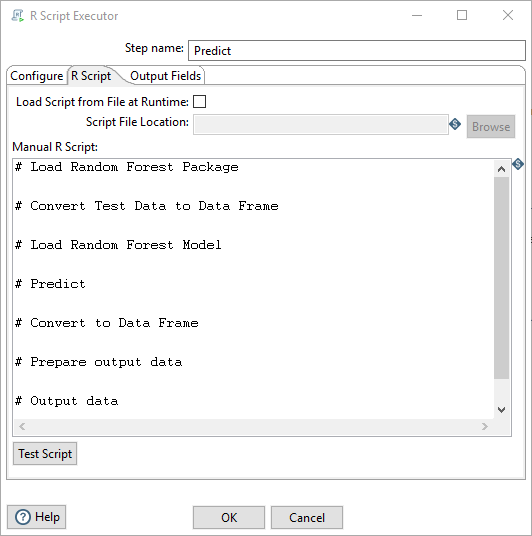 R Script Executor
Step name: Predict
Configure R Script Output Fields
Load Script from File at Runtime:
Script File Location: Browse
Manual R Script:
# Load Random Forest Package
# Convert Test Data to Data Frame
# Load Random Forest Model
# Predict
# Convert to Data Frame
# Prepare output data
# Output data
Test Script
Help OK Cancel